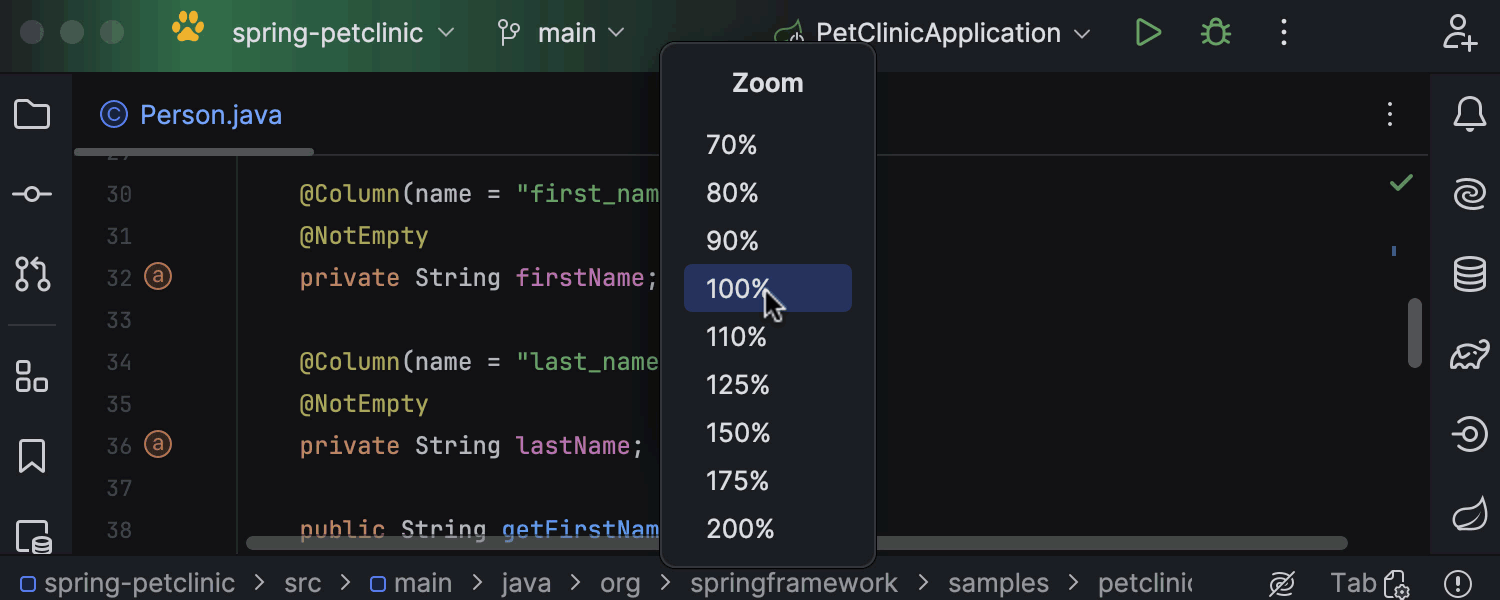 spring-petclinic main PetClinicApplication
Person.java
Zoom
70%
80%
90%
100%
110%
125%
150%
175%
200%
30 @Column(name = "first_nam
31 @NotEmpty
32 a private String firstName;
33
34 @Column(name = "last_name
35 @NotEmpty
36 a private String lastName;
37
38 public String getFirstNam
spring-petclinic > src > main > java > org > springframework > samples > petclinic Tab